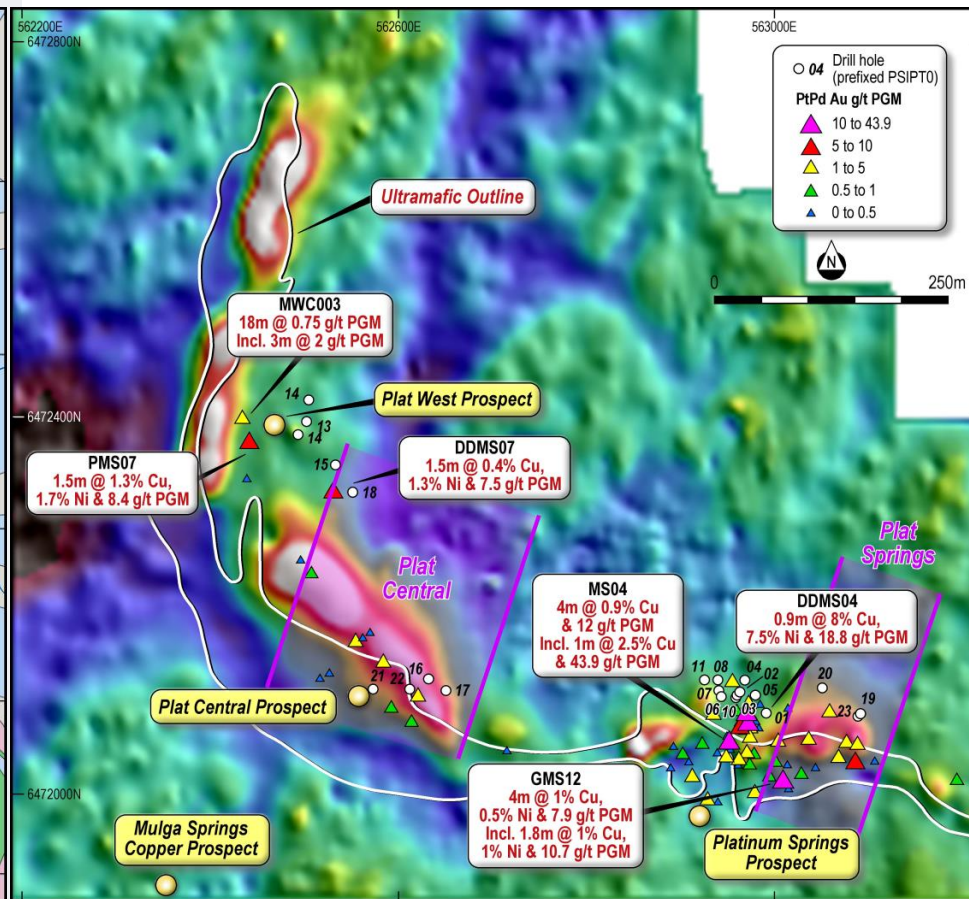 562200E
562600E
563000E
6472800N
04 Drill hole
(prefixed PSIPT0)
PtPd Au g/t PGM
10 to 43.9
5 to 10
1 to 5
0.5 to 1
0 to 0.5
N
0
250m
Ultramafic Outline
MWC003
18m @ 0.75 g/t PGM
Incl. 3m @ 2 g/t PGM
14
Plat West Prospect
6472400N
13
14
PMS07
1.5m @ 1.3% Cu,
1.7% Ni & 8.4 g/t PGM
15
18
DDMS07
1.5m @ 0.4% Cu,
1.3% Ni & 7.5 g/t PGM
Plat
Central
Plat
Springs
MS04
4m @ 0.9% Cu
& 12 g/t PGM
Incl. 1m @ 2.5% Cu
& 43.9 g/t PGM
DDMS04
0.9m @ 8% Cu,
7.5% Ni & 18.8 g/t PGM
16
21
22
17
11
08
04
02
20
07
05
06
10
03
01
23
19
Plat Central Prospect
6472000N
GMS12
4m @ 1% Cu,
0.5% Ni & 7.9 g/t PGM
Incl. 1.8m @ 1% Cu,
1% Ni & 10.7 g/t PGM
Mulga Springs
Copper Prospect
Platinum Springs
Prospect